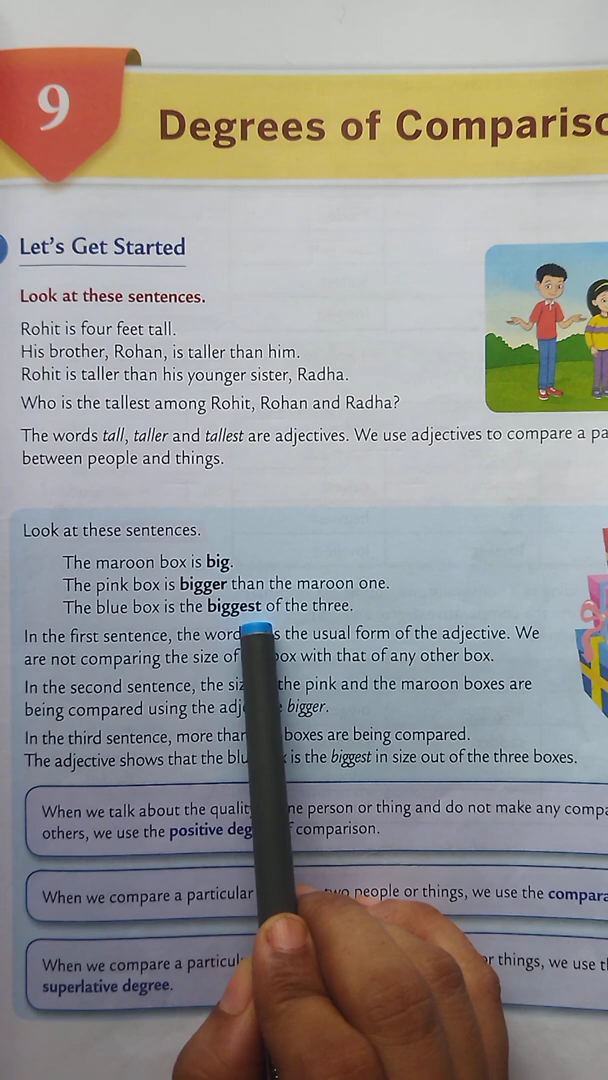 9
Degrees of Compariso
Let's Get Started
Look at these sentences.
Rohit is four feet tall.
His brother, Rohan, is taller than him.
Rohit is taller than his younger sister, Radha.
Who is the tallest among Rohit, Rohan and Radha?
The words tall, taller and tallest are adjectives. We use adjectives to compare a pa
between people and things.
Look at these sentences.
The maroon box is big.
The pink box is bigger than the maroon one.
The blue box is the biggest of the three.
In the first sentence, the word s the usual form of the adjective. We
are not comparing the size of box with that of any other box.
In the second sentence, the siz the pink and the maroon boxes are
being compared using the adj bigger.
In the third sentence, more than boxes are being compared.
The adjective shows that the blu is the biggest in size out of the three boxes.
When we talk about the qualit ne person or thing and do not make any compa
others, we use the positive deg f comparison.
When we compare a particular two people or things, we use the compara
When we compare a particul or things, we use t
superlative degree.